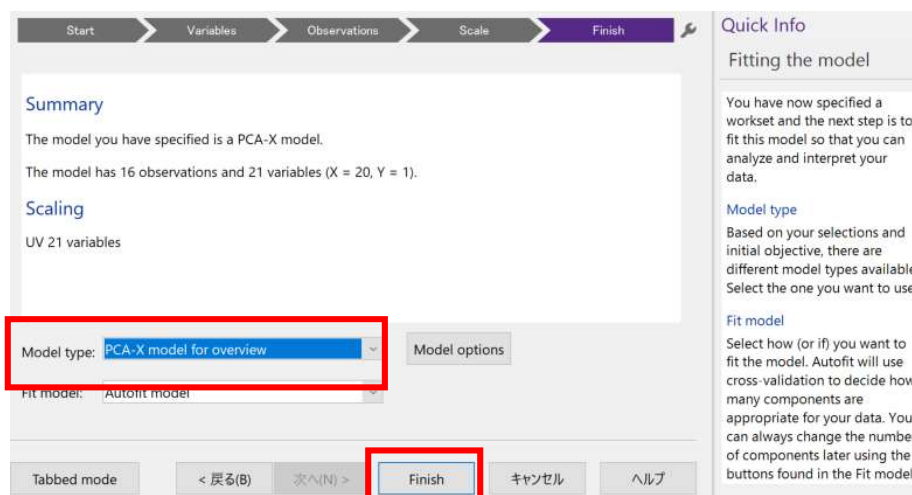 Start
Variables
Observations
Scale
Finish
Summary
The model you have specified is a PCA-X model.
The model has 16 observations and 21 variables (X = 20, Y = 1).
Scaling
UV 21 variables
Model type:
PCA-X model for overview
Model options
Fit model:
Autofit model
Tabbed mode
< 戻る(B)
次へ(N) >
Finish
キャンセル
ヘルプ
Quick Info
Fitting the model
You have now specified a
workset and the next step is to
fit this model so that you can
analyze and interpret your
data.
Model type
Based on your selections and
initial objective, there are
different model types available
Select the one you want to use
Fit model
Select how (or if) you want to
fit the model. Autofit will use
cross-validation to decide how
many components are
appropriate for your data. You
can always change the numbe
of components later using the
buttons found in the Fit model